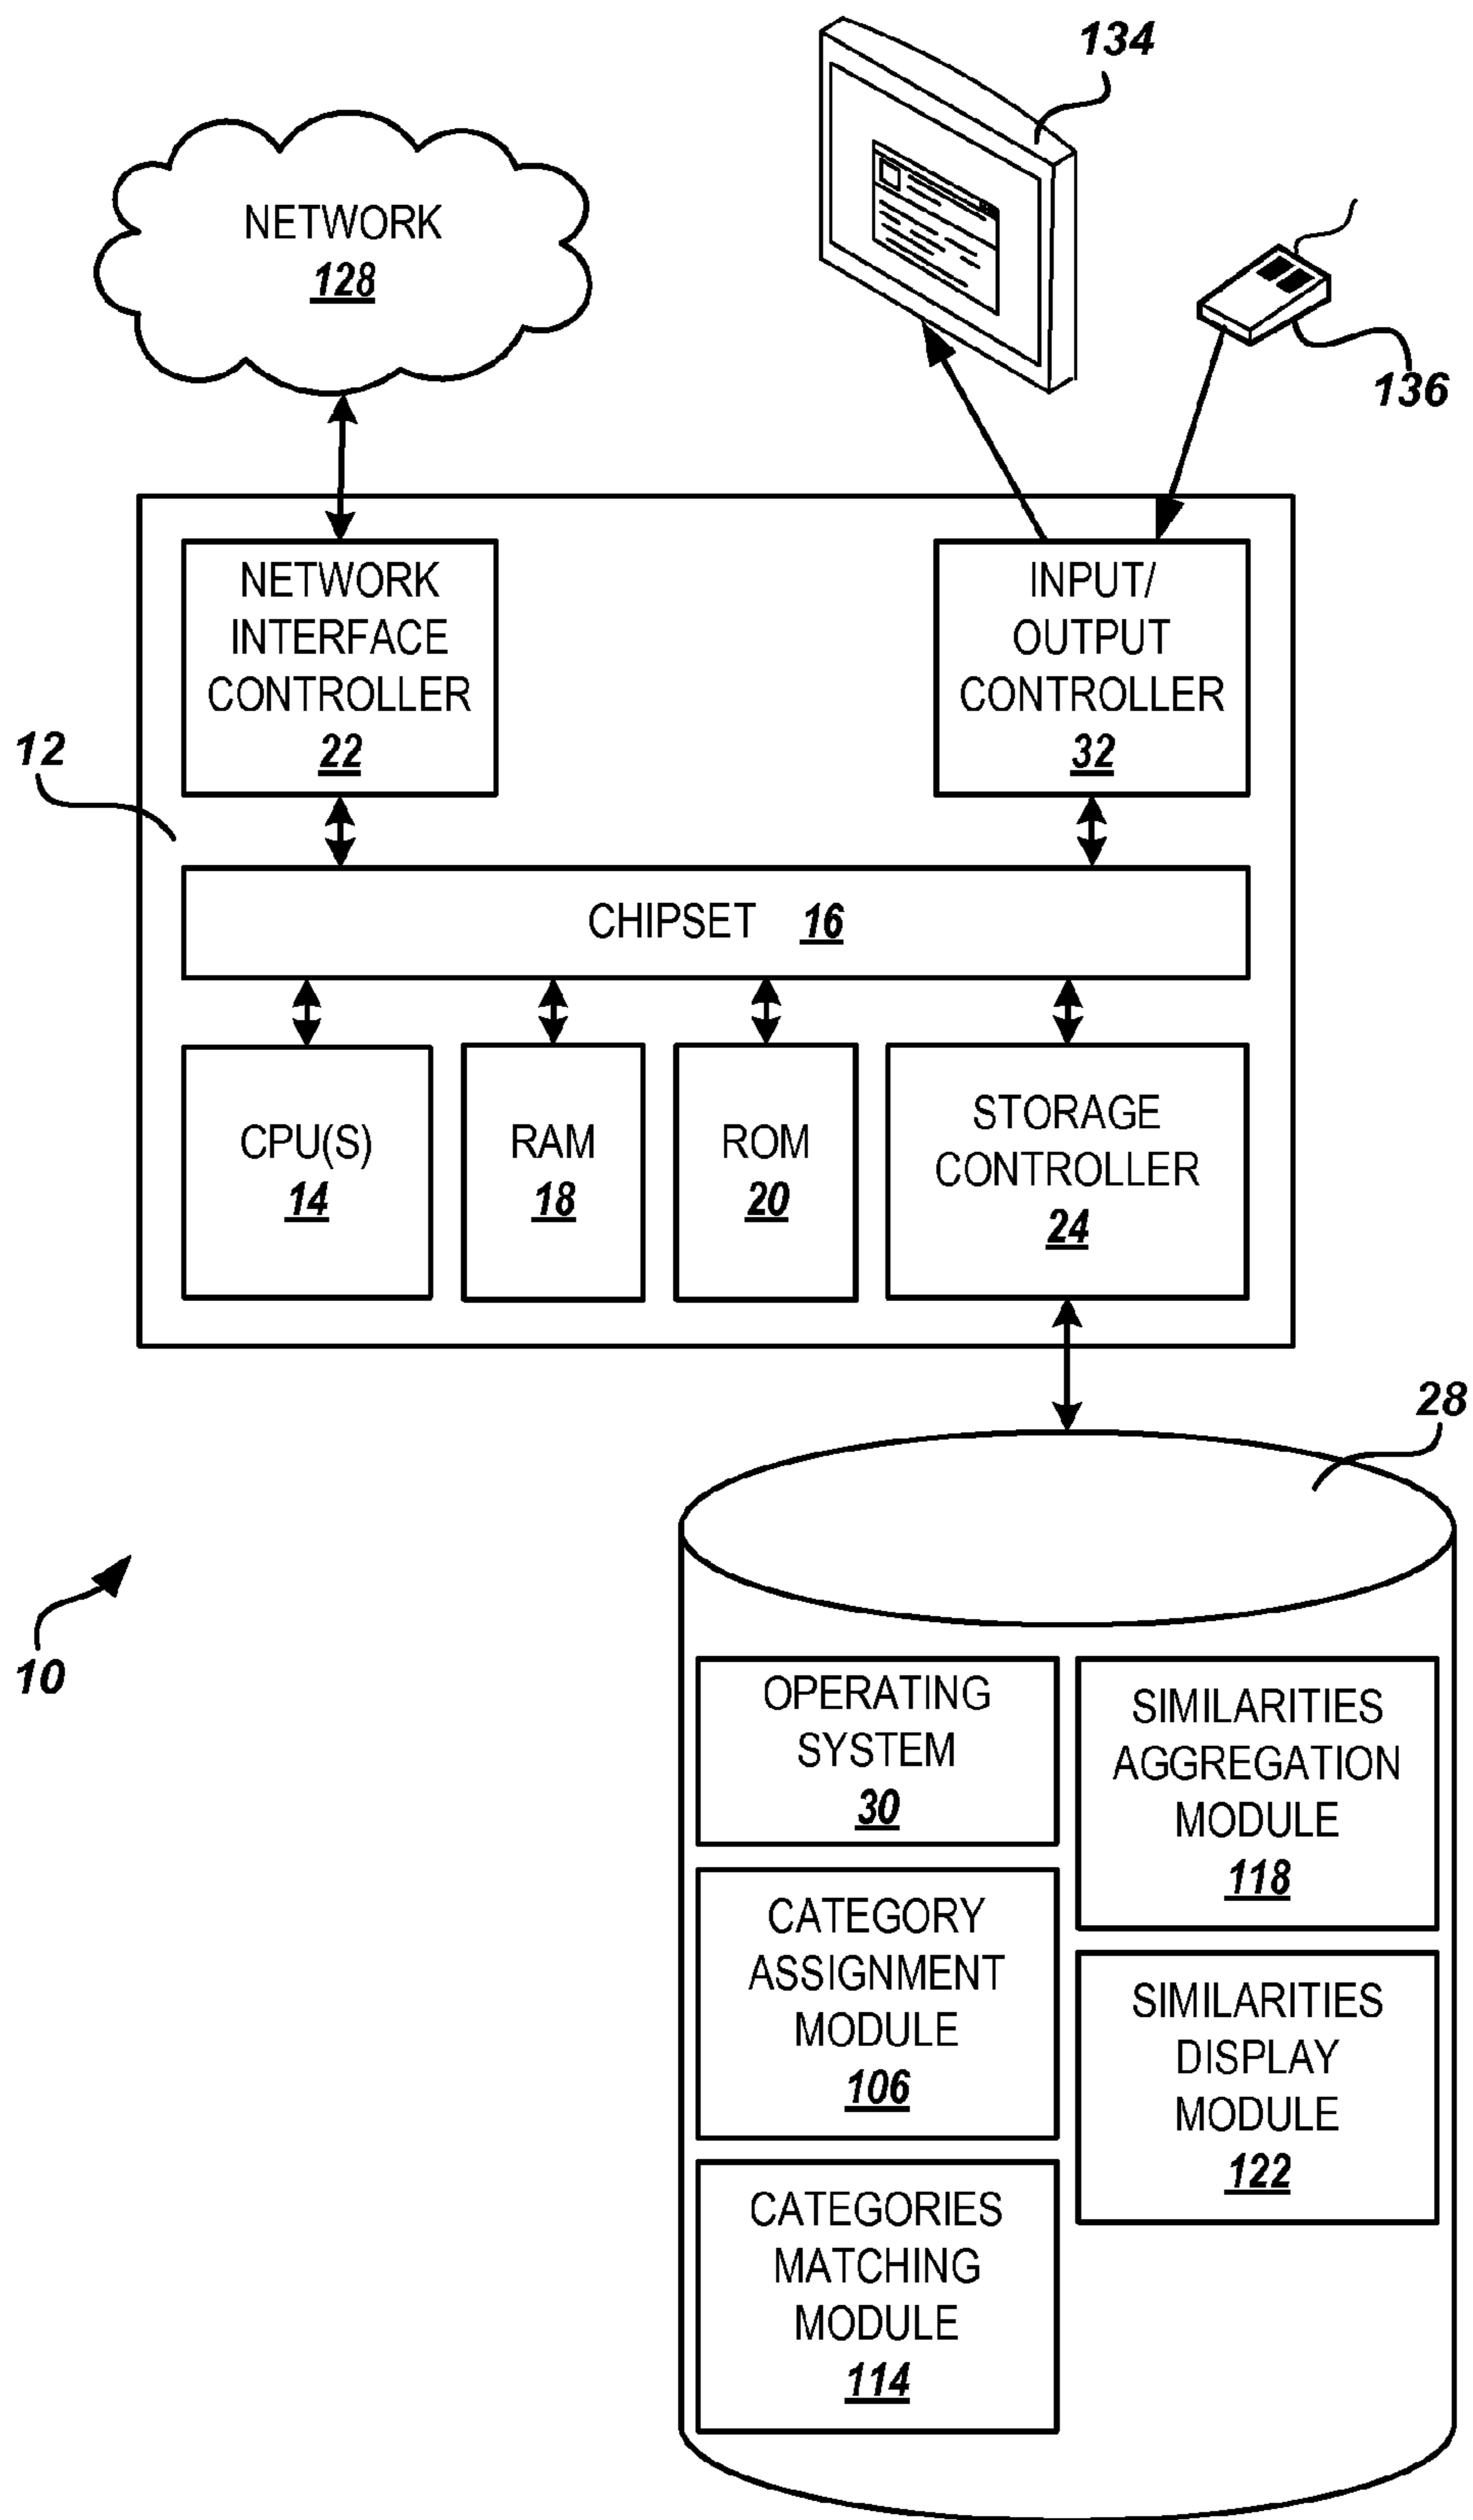 134
NETWORK
128
136
NETWORK
INTERFACE
CONTROLLER
22
INPUT/
OUTPUT
CONTROLLER
32
12
CHIPSET 16
CPU(S)
14
RAM
18
ROM
20
STORAGE
CONTROLLER
24
28
10
OPERATING
SYSTEM
30
SIMILARITIES
AGGREGATION
MODULE
118
CATEGORY
ASSIGNMENT
MODULE
106
SIMILARITIES
DISPLAY
MODULE
122
CATEGORIES
MATCHING
MODULE
114